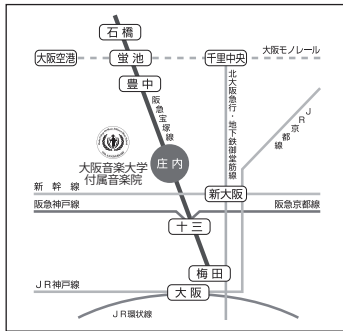 石橋
大阪モノレール
大阪空港
蛍池
千里中央
豊中
阪急宝塚線
北大阪急行・地下鉄御堂筋線
JR京都線
大阪音楽大学
付属音楽院
庄内
新幹線
新大阪
阪急神戸線
阪急京都線
十三
梅田
JR神戸線
大阪
JR環状線